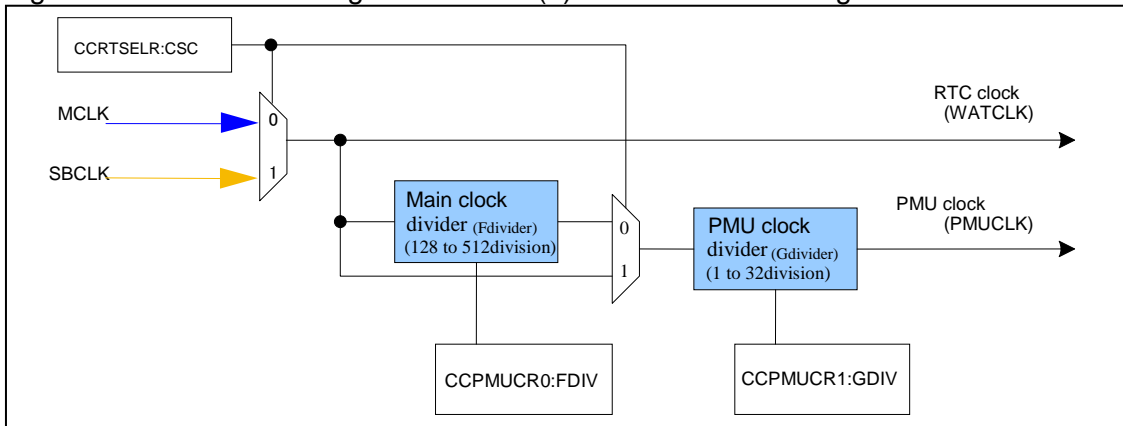 CCRTSELR:CSC
MCLK
SBCLK
0
1
RTC clock
(WATCLK)
Main clock
divider (Fdivider)
(128 to 512division)
0
1
PMU clock
divider (Gdivider)
(1 to 32division)
PMU clock
(PMUCLK)
CCPMUCR0:FDIV
CCPMUCR1:GDIV